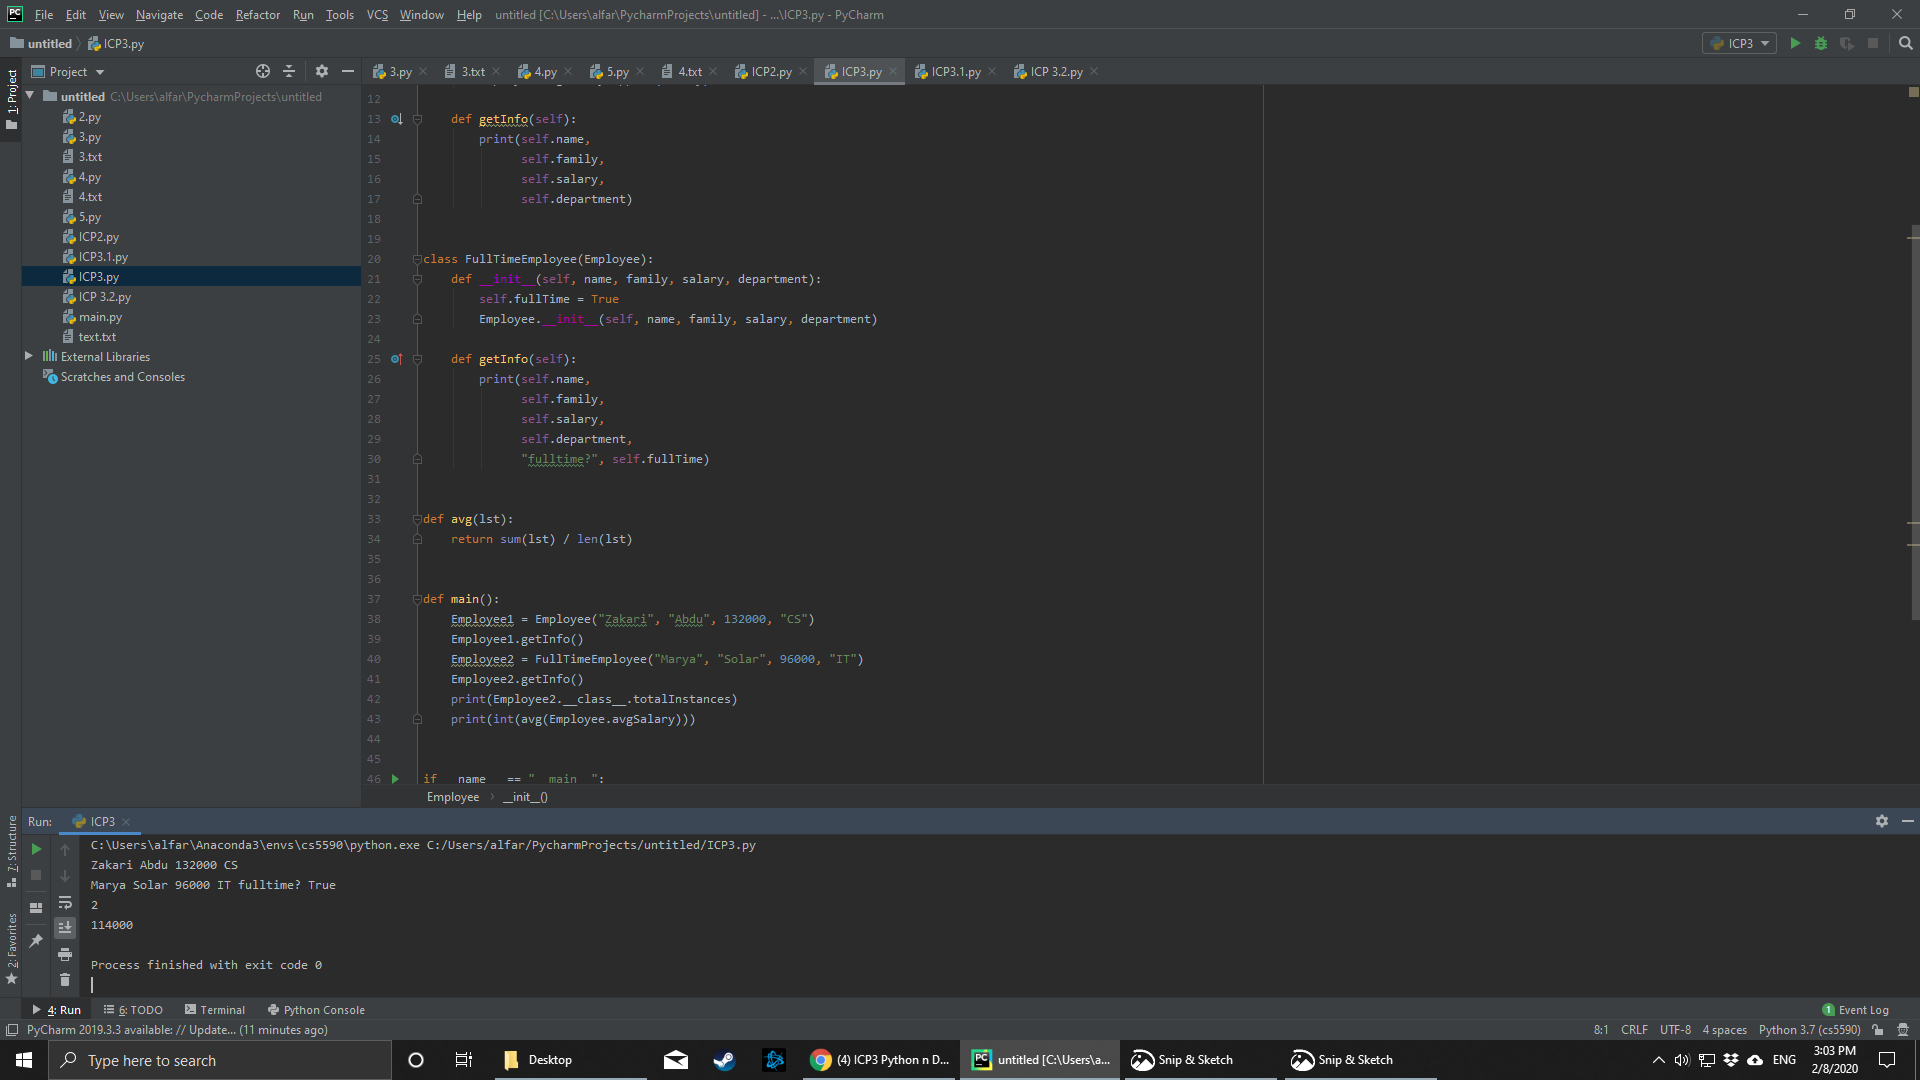 PC File Edit View Navigate Code Refactor Run Tools VCS Window Help untitled [C:\Users\alfar\PycharmProjects\untitled] - ...\ICP3.py - PyCharm
untitled ICP3.py ICP3
1: Project
Project 3.py 3.txt 4.py 5.py 4.txt ICP2.py ICP3.py ICP3.1.py ICP 3.2.py
untitled C:\Users\alfar\PycharmProjects\untitled
2.py
3.py
3.txt
4.py
4.txt
5.py
ICP2.py
ICP3.1.py
ICP3.py
ICP 3.2.py
main.py
text.txt
External Libraries
Scratches and Consoles
12
13 def getInfo(self):
14 print(self.name,
15 self.family,
16 self.salary,
17 self.department)
18
19
20 class FullTimeEmployee(Employee):
21 def __init__(self, name, family, salary, department):
22 self.fullTime = True
23 Employee.__init__(self, name, family, salary, department)
24
25 def getInfo(self):
26 print(self.name,
27 self.family,
28 self.salary,
29 self.department,
30 "fulltime?", self.fullTime)
31
32
33 def avg(lst):
34 return sum(lst) / len(lst)
35
36
37 def main():
38 Employee1 = Employee("Zakari", "Abdu", 132000, "CS")
39 Employee1.getInfo()
40 Employee2 = FullTimeEmployee("Marya", "Solar", 96000, "IT")
41 Employee2.getInfo()
42 print(Employee2.__class__.totalInstances)
43 print(int(avg(Employee.avgSalary)))
44
45
46 if __name__ == "__main__":
Employee › __init__()
7: Structure
2: Favorites
Run: ICP3
C:\Users\alfar\Anaconda3\envs\cs5590\python.exe C:/Users/alfar/PycharmProjects/untitled/ICP3.py
Zakari Abdu 132000 CS
Marya Solar 96000 IT fulltime? True
2
114000
Process finished with exit code 0
4: Run 6: TODO Terminal Python Console 1 Event Log
PyCharm 2019.3.3 available: // Update... (11 minutes ago) 8:1 CRLF UTF-8 4 spaces Python 3.7 (cs5590)
Type here to search Desktop (4) ICP3 Python n D... PC untitled [C:\Users\a... Snip & Sketch Snip & Sketch ENG 3:03 PM
2/8/2020